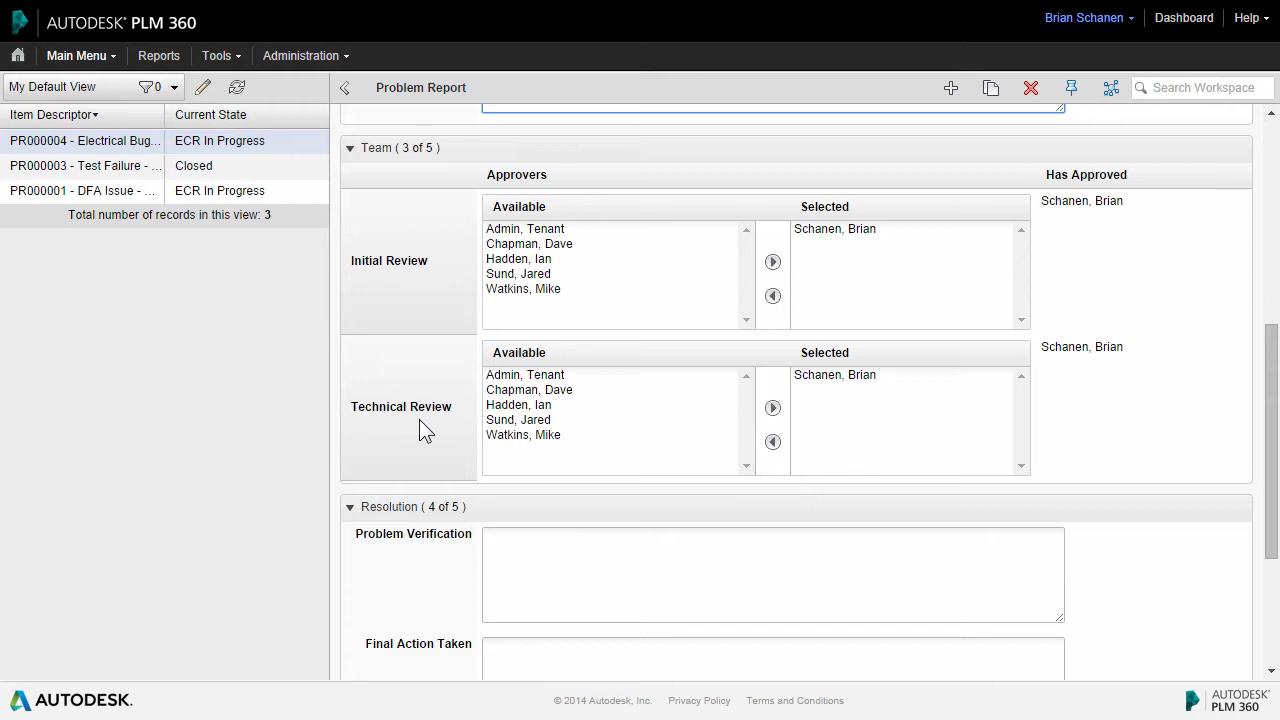 AUTODESK® PLM 360
Brian Schanen
Dashboard
Help
Main Menu
Reports
Tools
Administration
My Default View
0
Problem Report
Search Workspace
Item Descriptor
Current State
PR000004 - Electrical Bug...
ECR In Progress
PR000003 - Test Failure - ...
Closed
PR000001 - DFA Issue - ...
ECR In Progress
Total number of records in this view: 3
Team ( 3 of 5 )
Approvers
Has Approved
Available
Selected
Schanen, Brian
Initial Review
Admin, Tenant
Chapman, Dave
Hadden, Ian
Sund, Jared
Watkins, Mike
Schanen, Brian
Available
Selected
Schanen, Brian
Technical Review
Admin, Tenant
Chapman, Dave
Hadden, Ian
Sund, Jared
Watkins, Mike
Schanen, Brian
Resolution ( 4 of 5 )
Problem Verification
Final Action Taken
AUTODESK.
© 2014 Autodesk, Inc.
Privacy Policy
Terms and Conditions
AUTODESK®
PLM 360